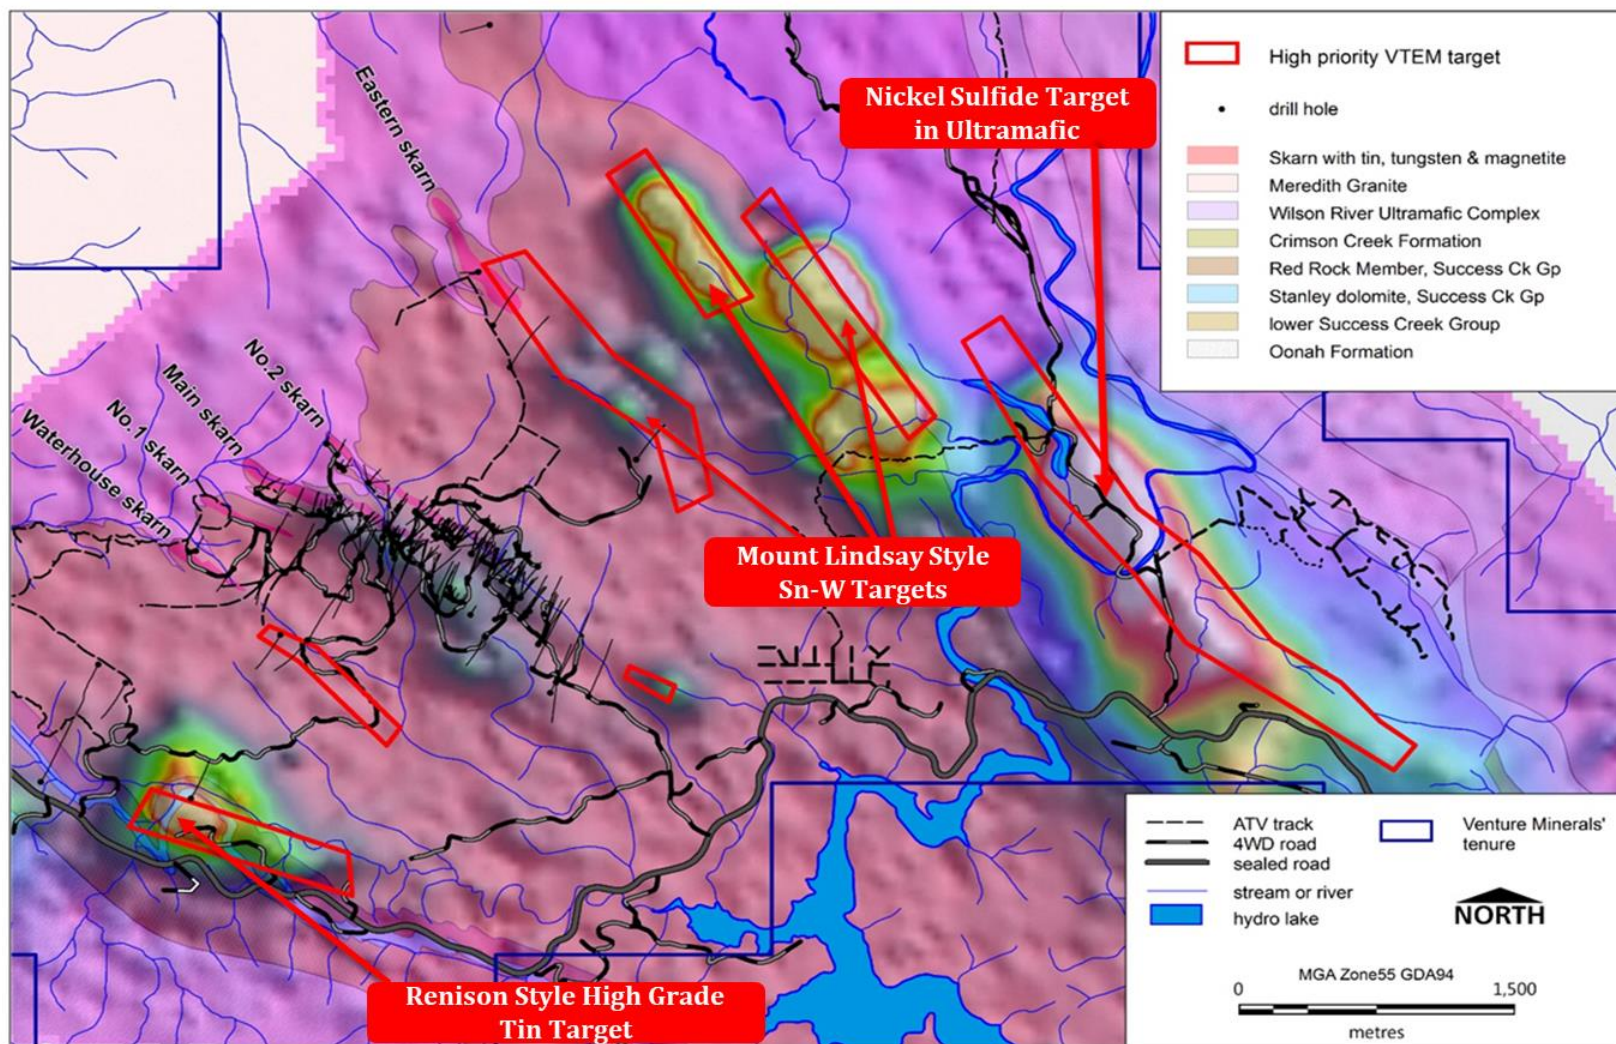 Eastern skarn
No.2 skarn
Main skarn
No.1 skarn
Waterhouse skarn
Nickel Sulfide Target
in Ultramafic
Mount Lindsay Style
Sn-W Targets
Renison Style High Grade
Tin Target
High priority VTEM target
drill hole
Skarn with tin, tungsten & magnetite
Meredith Granite
Wilson River Ultramafic Complex
Crimson Creek Formation
Red Rock Member, Success Ck Gp
Stanley dolomite, Success Ck Gp
lower Success Creek Group
Oonah Formation
ATV track
4WD road
sealed road
stream or river
hydro lake
Venture Minerals'
tenure
NORTH
MGA Zone55 GDA94
0 1,500
metres